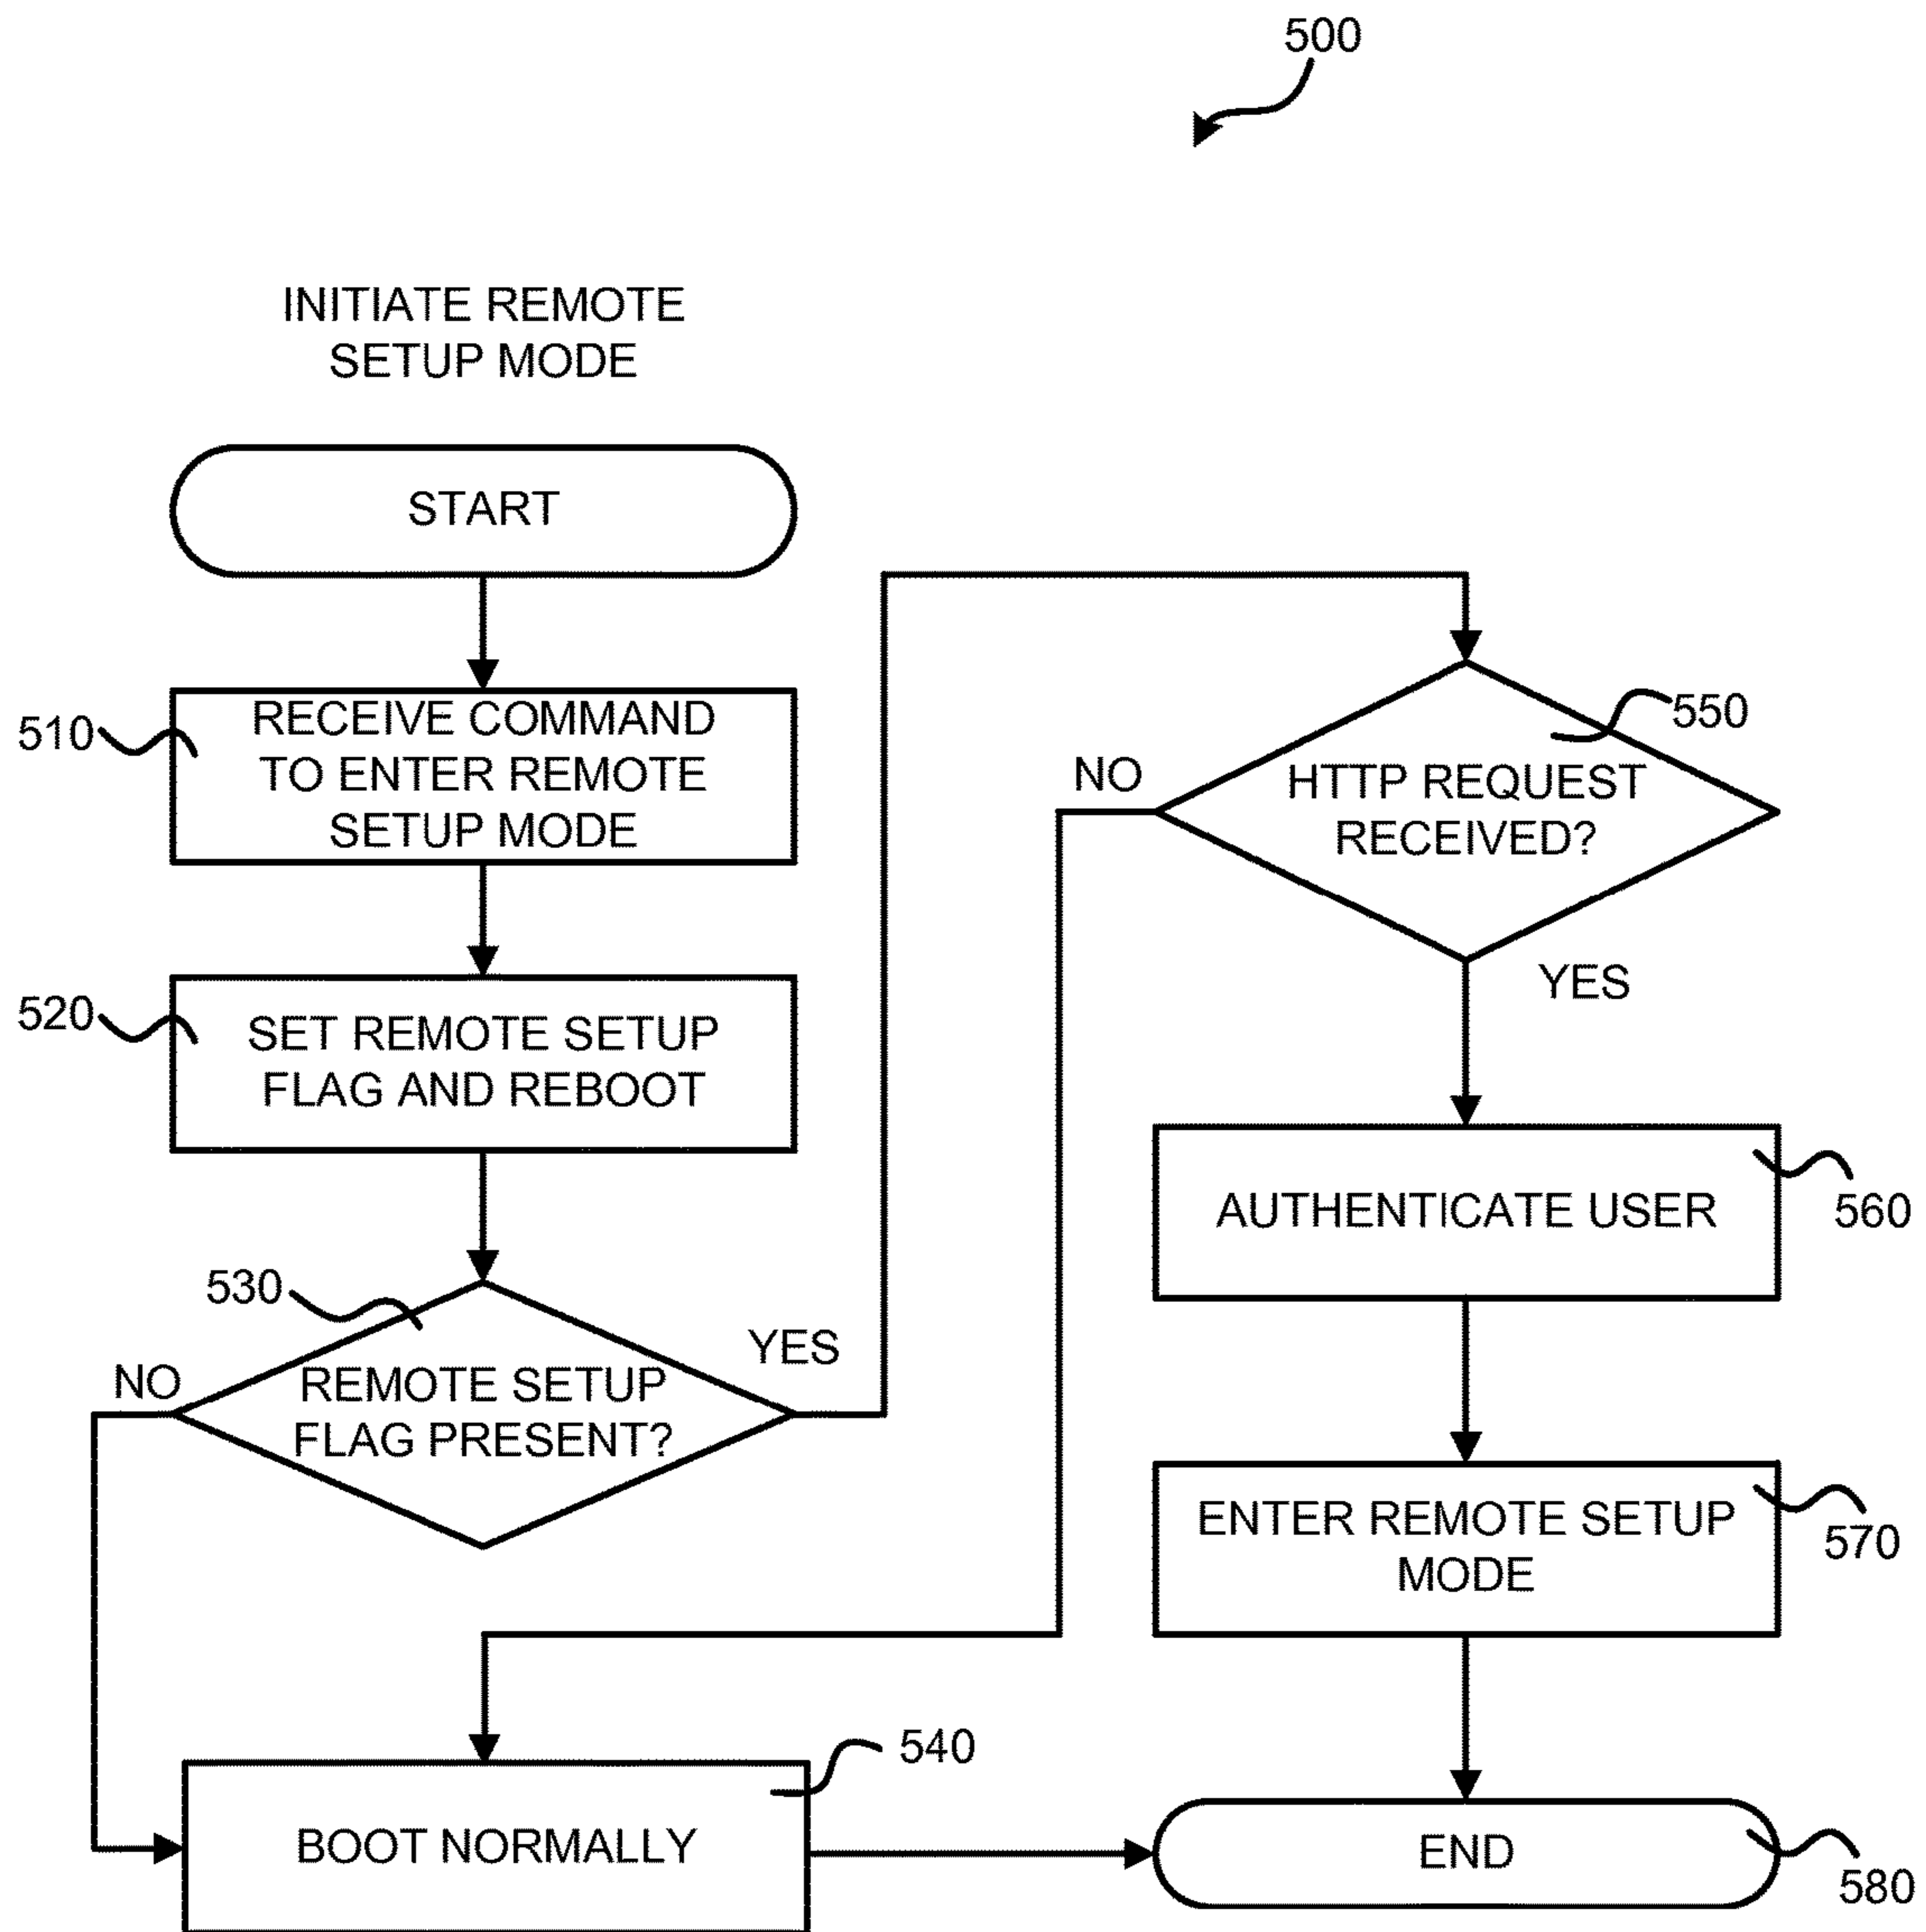 500
INITIATE REMOTE
SETUP MODE
START
510
RECEIVE COMMAND
TO ENTER REMOTE
SETUP MODE
520
SET REMOTE SETUP
FLAG AND REBOOT
530
NO
REMOTE SETUP
FLAG PRESENT?
YES
540
BOOT NORMALLY
550
NO
HTTP REQUEST
RECEIVED?
YES
AUTHENTICATE USER
560
ENTER REMOTE SETUP
MODE
570
END
580